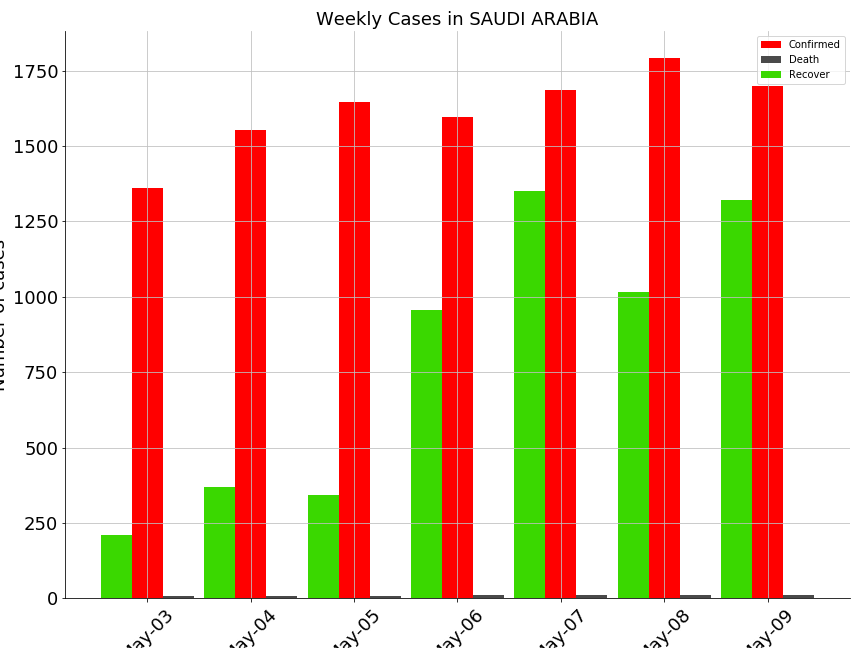 Weekly Cases in SAUDI ARABIA
Confirmed
Death
Recover
1750
1500
1250
1000
750
500
250
0
Number of cases
May-03
May-04
May-05
May-06
May-07
May-08
May-09